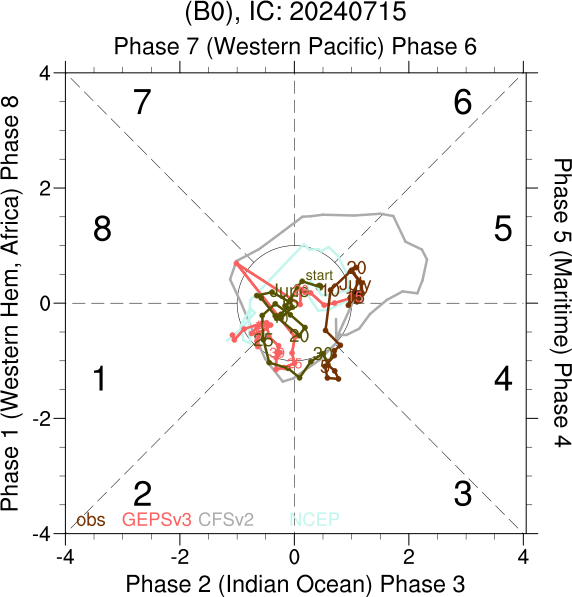 (B0), IC: 20240715
Phase 7 (Western Pacific) Phase 6
Phase 1 (Western Hem, Africa) Phase 8
Phase 5 (Maritime) Phase 4
4
2
0
-2
-4
7
6
8
5
1
4
2
3
start
June
July
10
15
20
25
20
30
5
obs GEPSv3 CFSv2 NCEP
-4 -2 0 2 4
Phase 2 (Indian Ocean) Phase 3